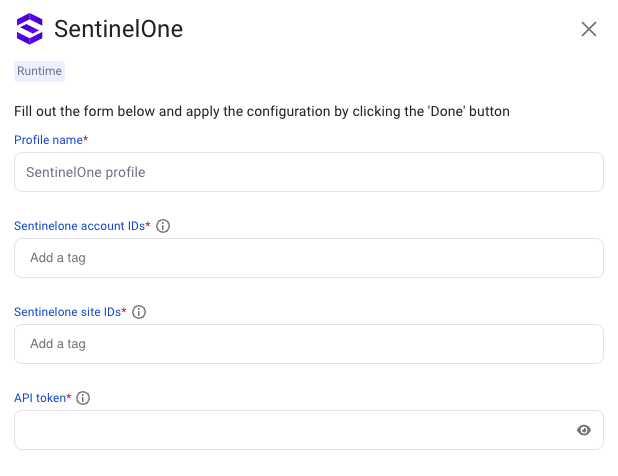 SentinelOne
Runtime
Fill out the form below and apply the configuration by clicking the 'Done' button
Profile name*
SentinelOne profile
Sentinelone account IDs*
Add a tag
Sentinelone site IDs*
Add a tag
API token*